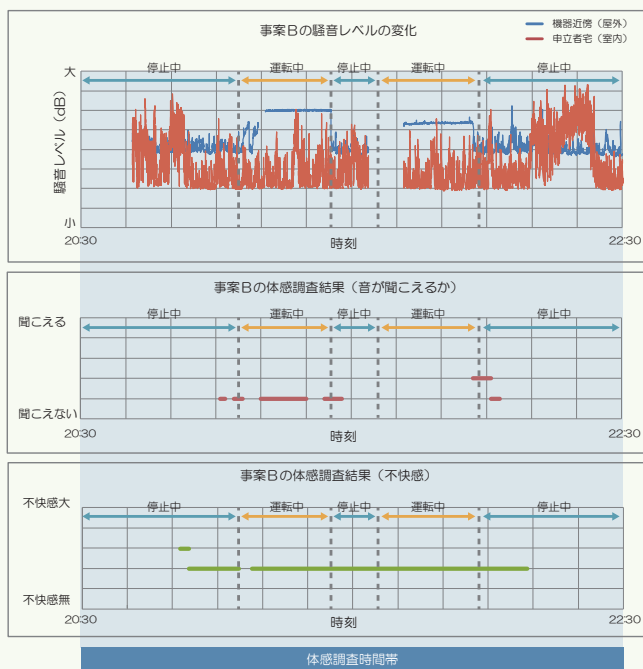 事案Bの騒音レベルの変化
機器近傍（屋外）
申立者宅（室内）
大
騒音レベル（dB）
小
停止中 運転中 停止中 運転中 停止中
20:30 時刻 22:30
事案Bの体感調査結果（音が聞こえるか）
聞こえる
停止中 運転中 停止中 運転中 停止中
聞こえない
20:30 時刻 22:30
事案Bの体感調査結果（不快感）
不快感大
停止中 運転中 停止中 運転中 停止中
不快感無
20:30 時刻 22:30
体感調査時間帯